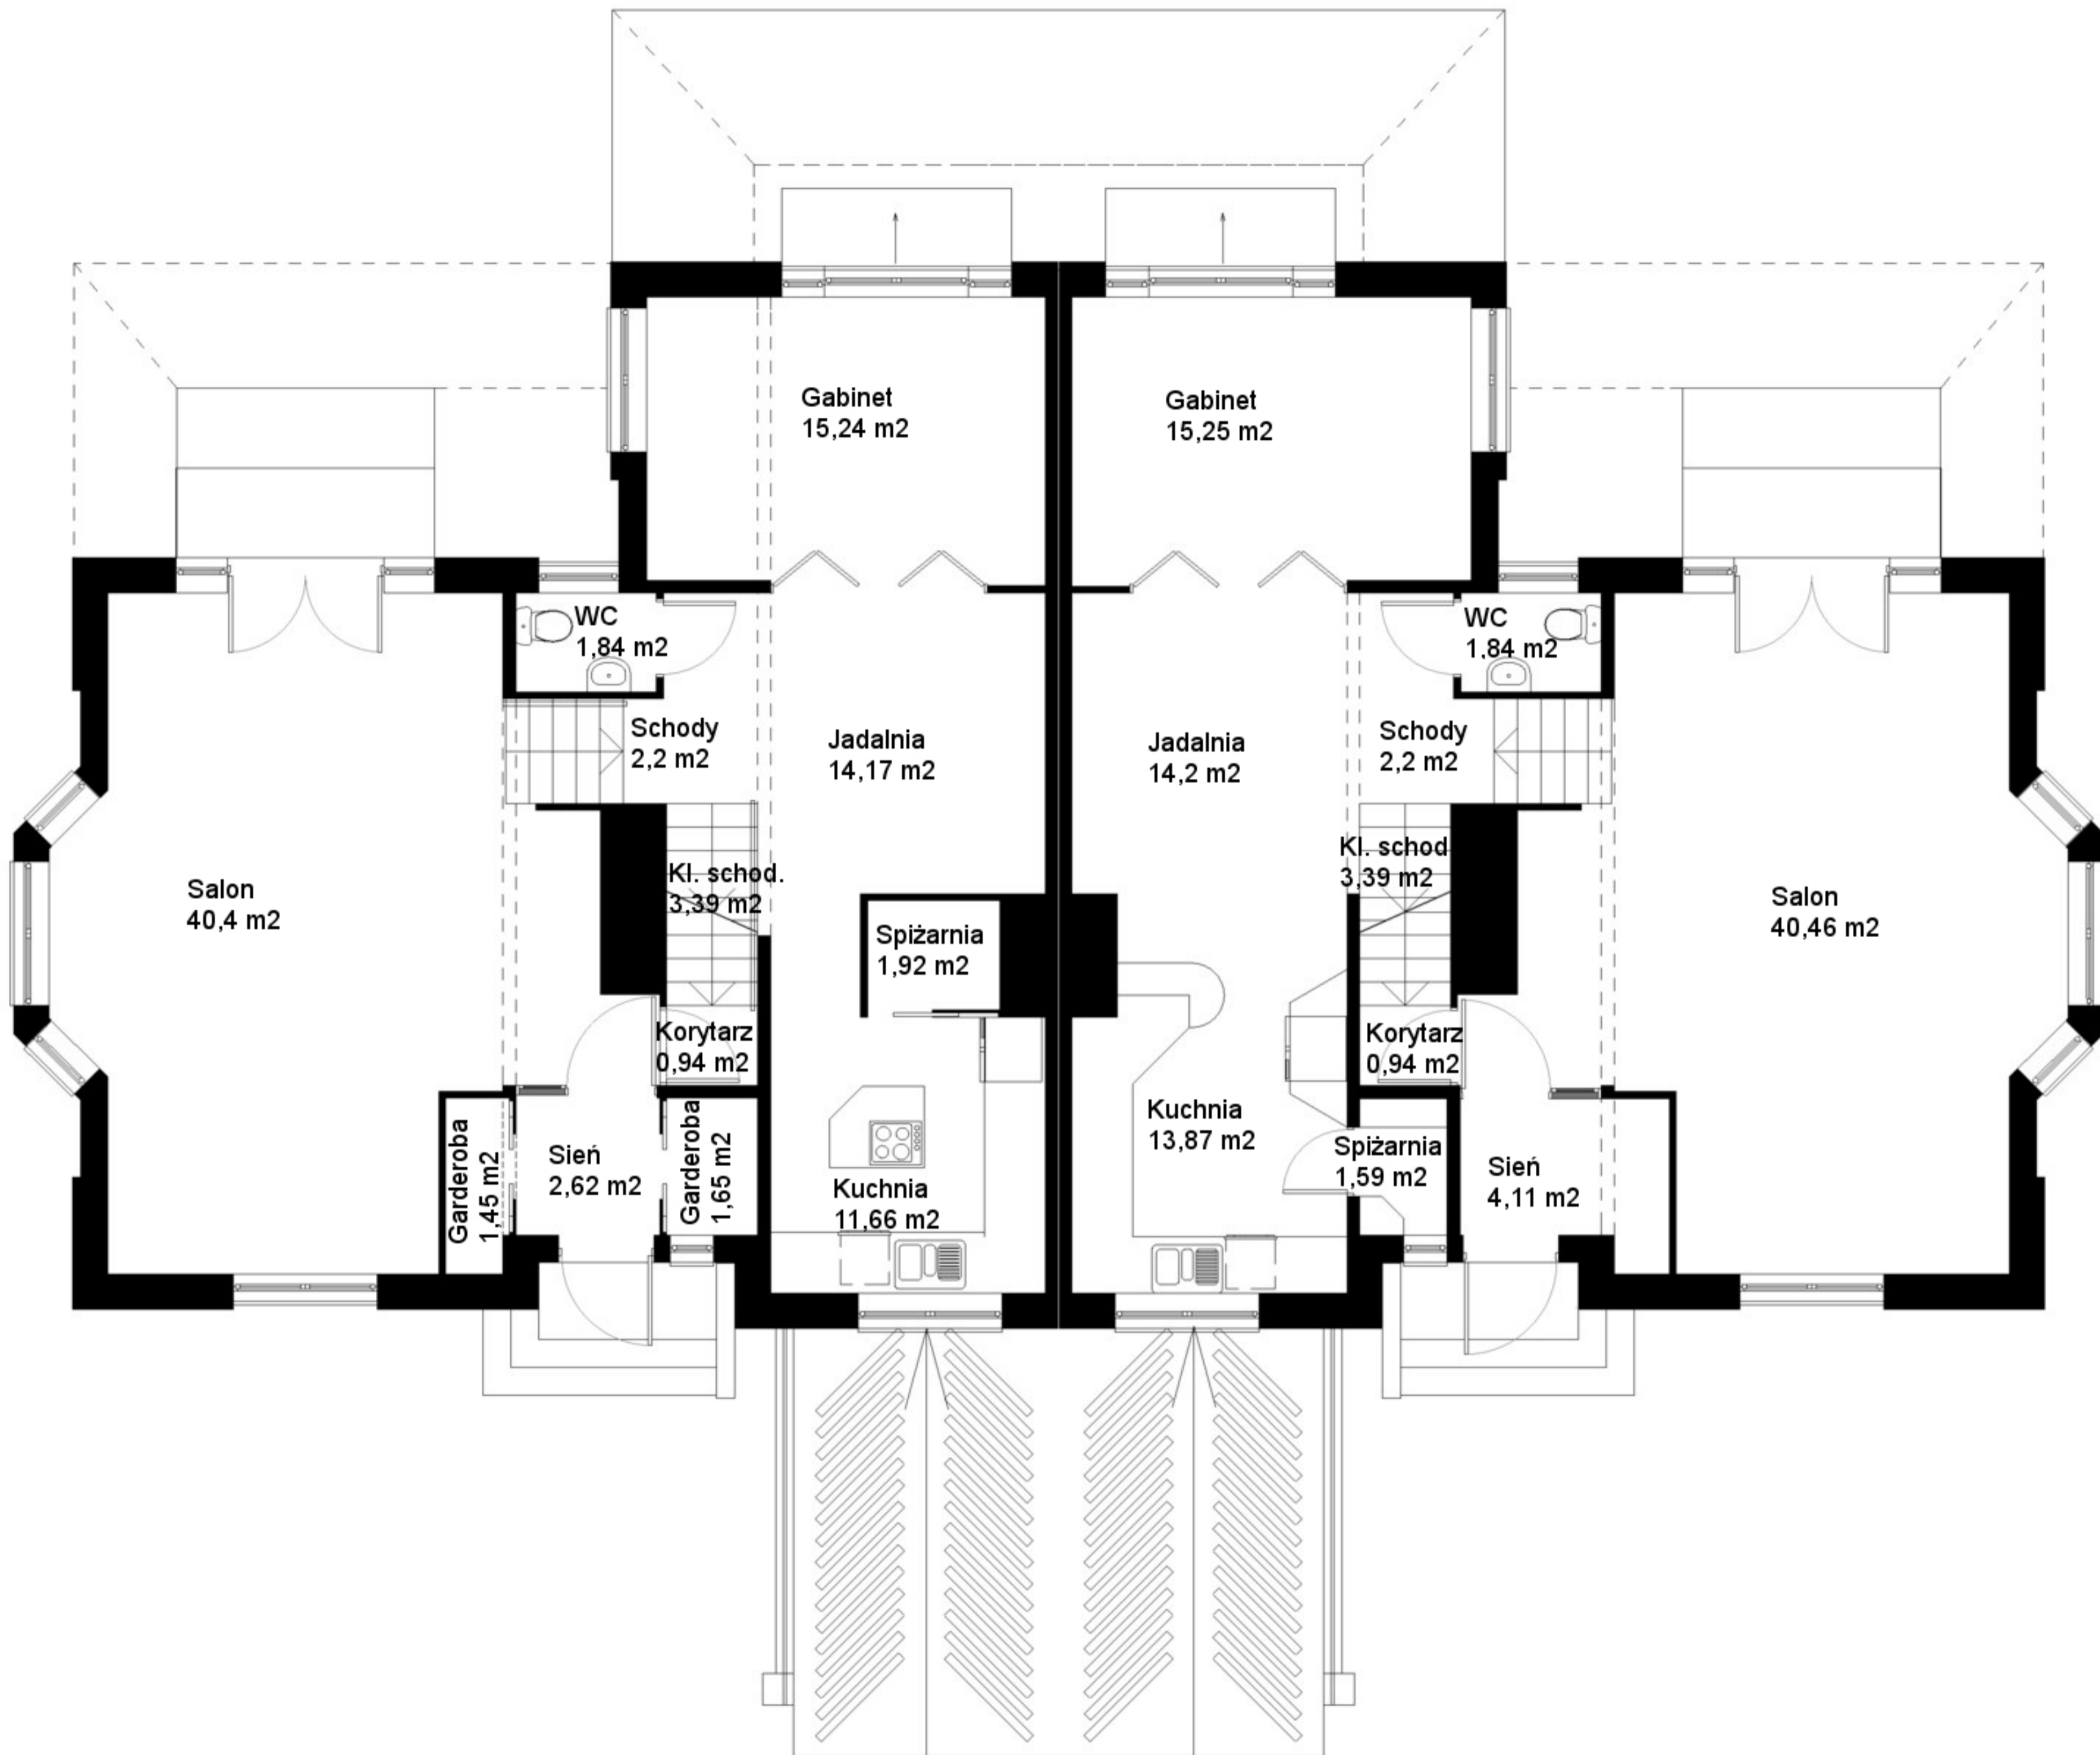 Gabinet
15,24 m2
Gabinet
15,25 m2
WC
1,84 m2
WC
1,84 m2
Schody
2,2 m2
Jadalnia
14,17 m2
Jadalnia
14,2 m2
Schody
2,2 m2
Salon
40,4 m2
Kl. schod.
3,39 m2
Spiżarnia
1,92 m2
Kl. schod
3,39 m2
Salon
40,46 m2
Korytarz
0,94 m2
Korytarz
0,94 m2
Garderoba
1,45 m2
Sień
2,62 m2
Garderoba
1,65 m2
Kuchnia
11,66 m2
Kuchnia
13,87 m2
Spiżarnia
1,59 m2
Sień
4,11 m2